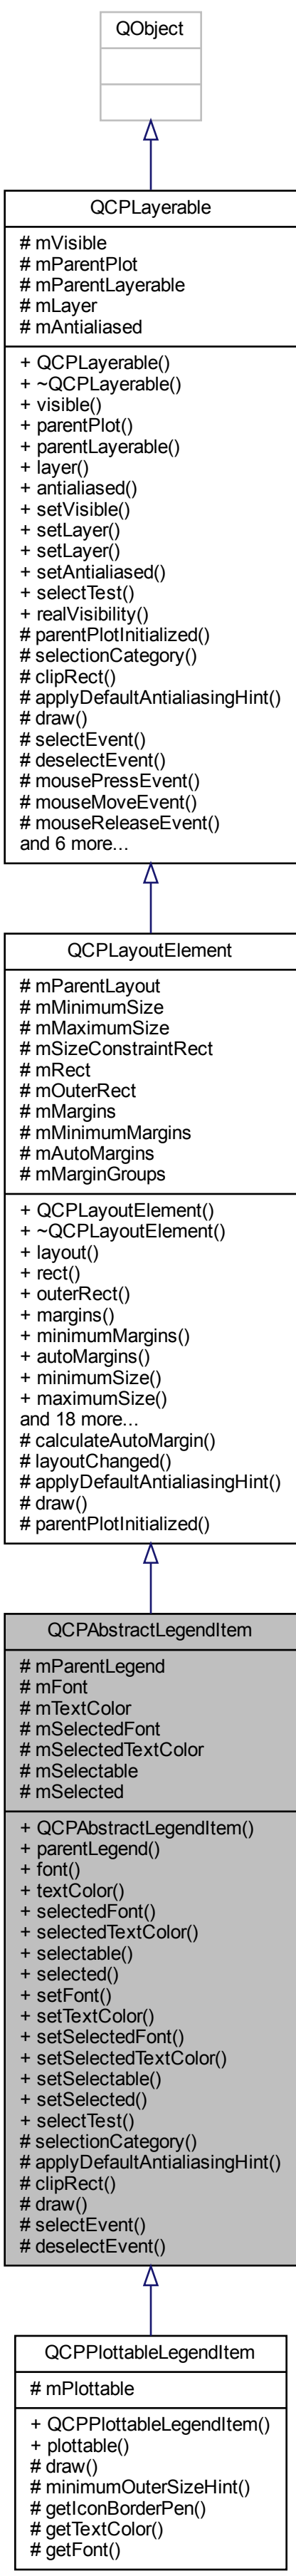 QObject
QCPLayerable
# mVisible
# mParentPlot
# mParentLayerable
# mLayer
# mAntialiased
+ QCPLayerable()
+ ~QCPLayerable()
+ visible()
+ parentPlot()
+ parentLayerable()
+ layer()
+ antialiased()
+ setVisible()
+ setLayer()
+ setLayer()
+ setAntialiased()
+ selectTest()
+ realVisibility()
# parentPlotInitialized()
# selectionCategory()
# clipRect()
# applyDefaultAntialiasingHint()
# draw()
# selectEvent()
# deselectEvent()
# mousePressEvent()
# mouseMoveEvent()
# mouseReleaseEvent()
and 6 more...
QCPLayoutElement
# mParentLayout
# mMinimumSize
# mMaximumSize
# mSizeConstraintRect
# mRect
# mOuterRect
# mMargins
# mMinimumMargins
# mAutoMargins
# mMarginGroups
+ QCPLayoutElement()
+ ~QCPLayoutElement()
+ layout()
+ rect()
+ outerRect()
+ margins()
+ minimumMargins()
+ autoMargins()
+ minimumSize()
+ maximumSize()
and 18 more...
# calculateAutoMargin()
# layoutChanged()
# applyDefaultAntialiasingHint()
# draw()
# parentPlotInitialized()
QCPAbstractLegendItem
# mParentLegend
# mFont
# mTextColor
# mSelectedFont
# mSelectedTextColor
# mSelectable
# mSelected
+ QCPAbstractLegendItem()
+ parentLegend()
+ font()
+ textColor()
+ selectedFont()
+ selectedTextColor()
+ selectable()
+ selected()
+ setFont()
+ setTextColor()
+ setSelectedFont()
+ setSelectedTextColor()
+ setSelectable()
+ setSelected()
+ selectTest()
# selectionCategory()
# applyDefaultAntialiasingHint()
# clipRect()
# draw()
# selectEvent()
# deselectEvent()
QCPPlottableLegendItem
# mPlottable
+ QCPPlottableLegendItem()
+ plottable()
# draw()
# minimumOuterSizeHint()
# getIconBorderPen()
# getTextColor()
# getFont()